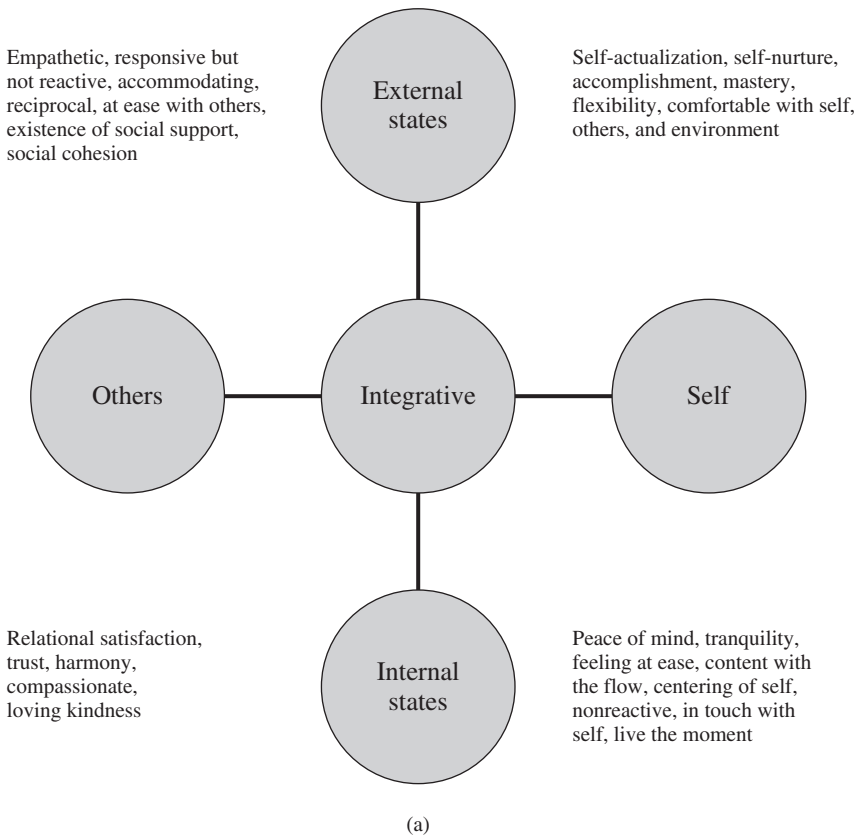 Empathetic, responsive but
not reactive, accommodating,
reciprocal, at ease with others,
existence of social support,
social cohesion
External
states
Self-actualization, self-nurture,
accomplishment, mastery,
flexibility, comfortable with self,
others, and environment
Others
Integrative
Self
Relational satisfaction,
trust, harmony,
compassionate,
loving kindness
Internal
states
Peace of mind, tranquility,
feeling at ease, content with
the flow, centering of self,
nonreactive, in touch with
self, live the moment
(a)